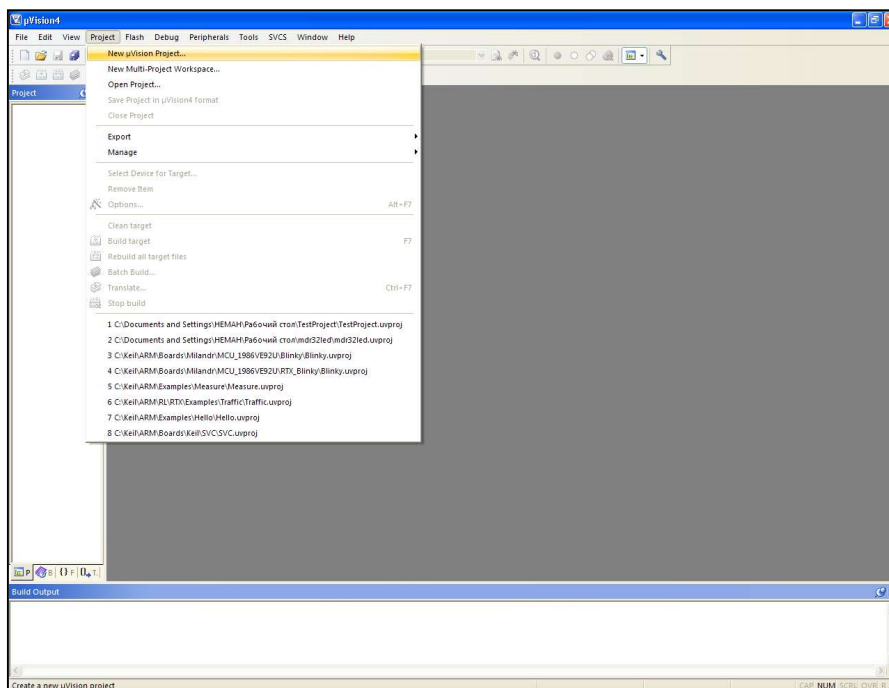 µVision4
File Edit View Project Flash Debug Peripherals Tools SVCS Window Help
New µVision Project...
New Multi-Project Workspace...
Open Project...
Save Project in µVision4 format
Close Project
Export
Manage
Select Device for Target...
Remove Item
Options... Alt+F7
Clean target
Build target F7
Rebuild all target files
Batch Build...
Translate... Ctrl+F7
Stop build
1 C:\Documents and Settings\НЕМАН\Рабочий стол\TestProject\TestProject.uvproj
2 C:\Documents and Settings\НЕМАН\Рабочий стол\mdr32led\mdr32led.uvproj
3 C:\Keil\ARM\Boards\Milandr\MCU_1986VE92U\Blinky\Blinky.uvproj
4 C:\Keil\ARM\Boards\Milandr\MCU_1986VE92U\RTX_Blinky\Blinky.uvproj
5 C:\Keil\ARM\Examples\Measure\Measure.uvproj
6 C:\Keil\ARM\RL\RTX\Examples\Traffic\Traffic.uvproj
7 C:\Keil\ARM\Examples\Hello\Hello.uvproj
8 C:\Keil\ARM\Boards\Keil\SVC\SVC.uvproj
Project
P B {} F 0 T
Build Output
Create a new µVision project CAP NUM SCRL OVR R